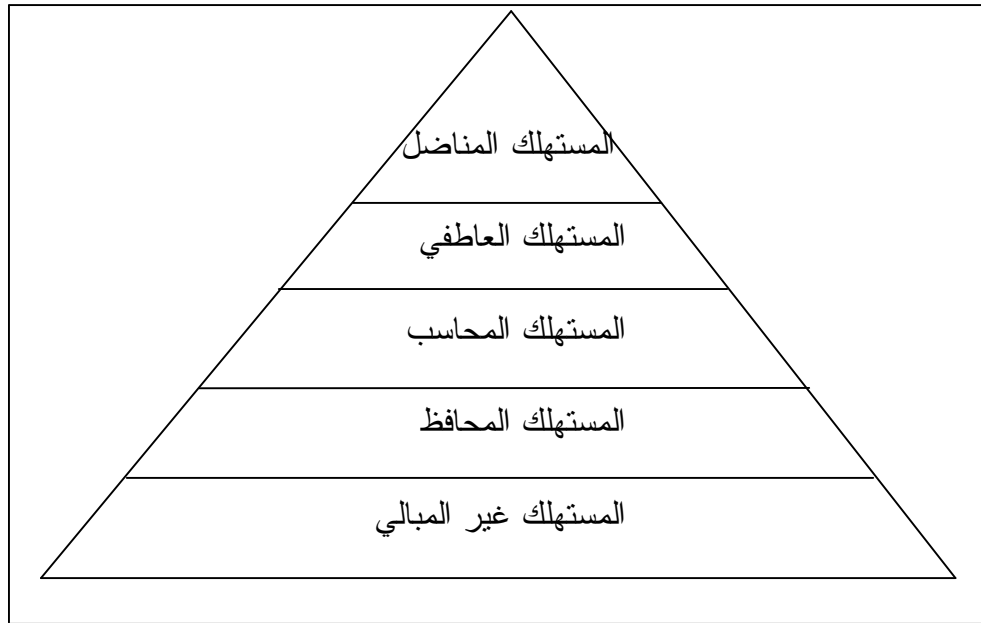 المستهلك المناضل
المستهلك العاطفي
المستهلك المحاسب
المستهلك المحافظ
المستهلك غير المبالي